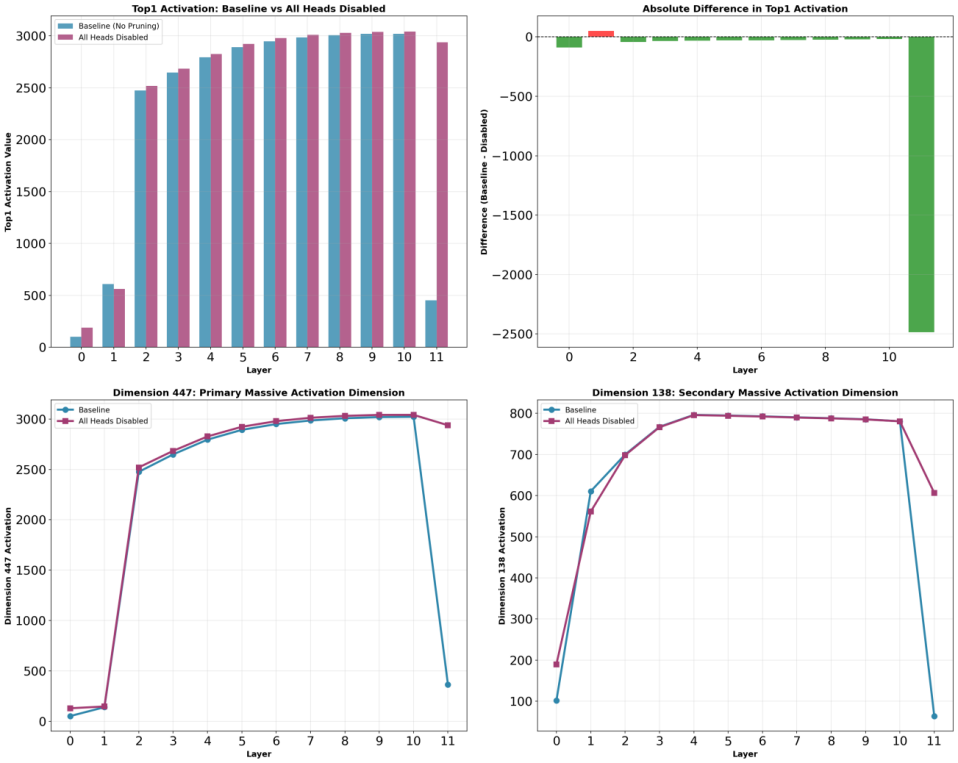 Top1 Activation: Baseline vs All Heads Disabled
Baseline (No Pruning)
All Heads Disabled
Top1 Activation Value
3000
2500
2000
1500
1000
500
0
0 1 2 3 4 5 6 7 8 9 10 11
Layer
Absolute Difference in Top1 Activation
Difference (Baseline - Disabled)
0
−500
−1000
−1500
−2000
−2500
0 2 4 6 8 10
Layer
Dimension 447: Primary Massive Activation Dimension
Baseline
All Heads Disabled
Dimension 447 Activation
3000
2500
2000
1500
1000
500
0
0 1 2 3 4 5 6 7 8 9 10 11
Layer
Dimension 138: Secondary Massive Activation Dimension
Baseline
All Heads Disabled
Dimension 138 Activation
800
700
600
500
400
300
200
100
0 1 2 3 4 5 6 7 8 9 10 11
Layer